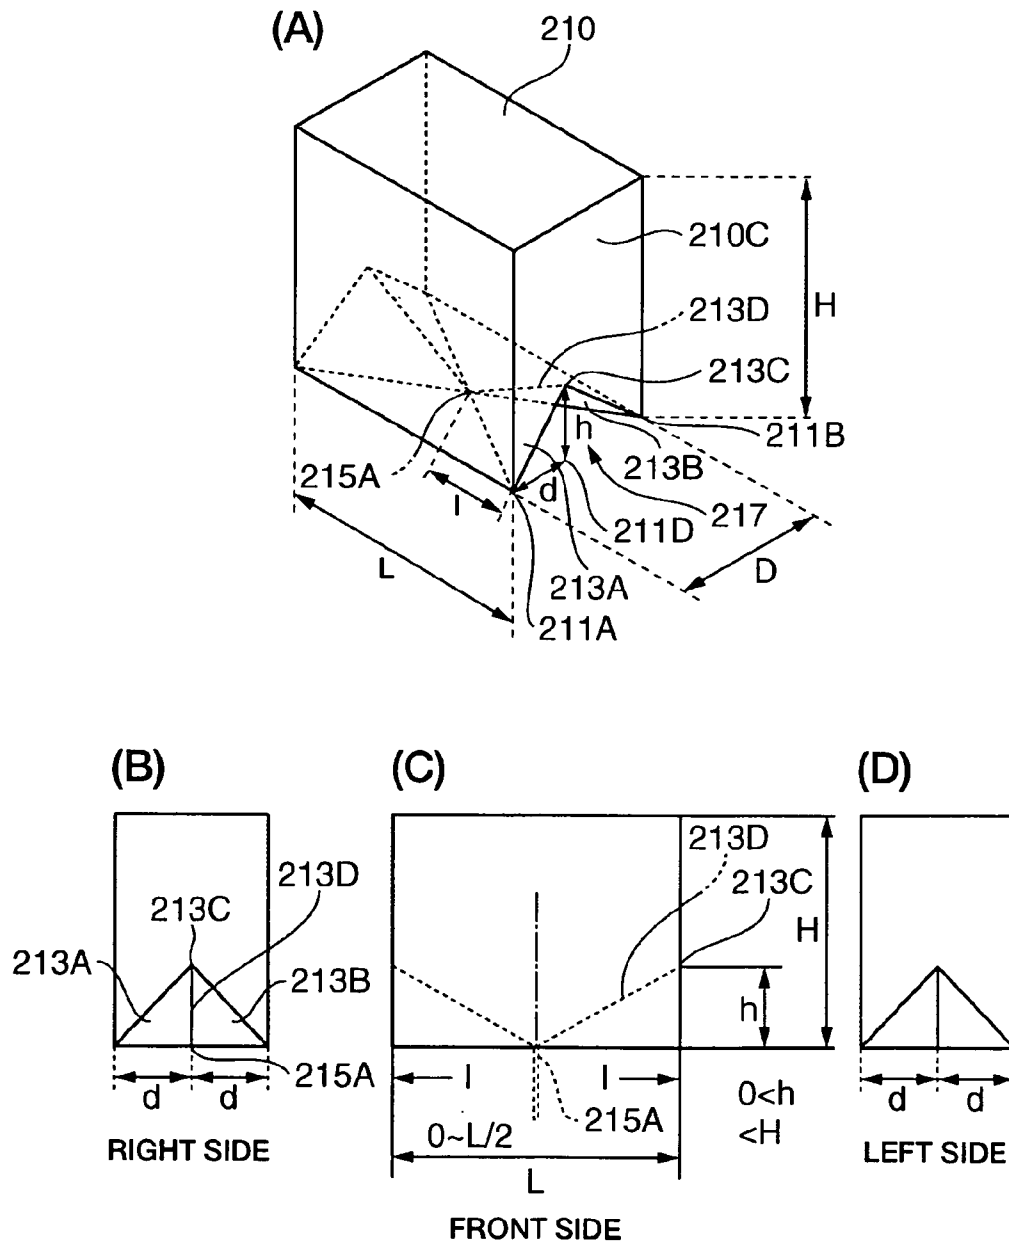 (A)
210
210C
H
213D
213C
h
211B
213B
215A
l
d
217
211D
L
D
213A
211A
(B)
(C)
(D)
213D
213C
213D
213C
H
213A
213B
h
215A
l
l
d
d
215A
0<h
<H
d
d
0~L/2
RIGHT SIDE
L
LEFT SIDE
FRONT SIDE